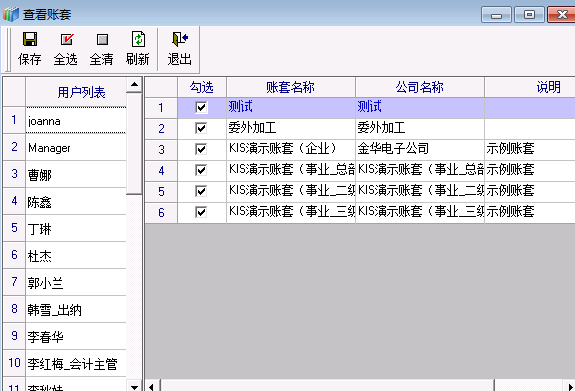 查看账套
保存 全选 全清 刷新 退出
用户列表
1 joanna
2 Manager
3 曹娜
4 陈鑫
5 丁琳
6 杜杰
7 郭小兰
8 韩雪_出纳
9 李春华
10 李红梅_会计主管
11
勾选 账套名称 公司名称 说明
1 测试 测试
2 委外加工 委外加工
3 KIS演示账套（企业） 金华电子公司 示例账套
4 KIS演示账套（事业_总部 KIS演示账套（事业_总部 示例账套
5 KIS演示账套（事业_二级 KIS演示账套（事业_二级 示例账套
6 KIS演示账套（事业_三级 KIS演示账套（事业_三级 示例账套